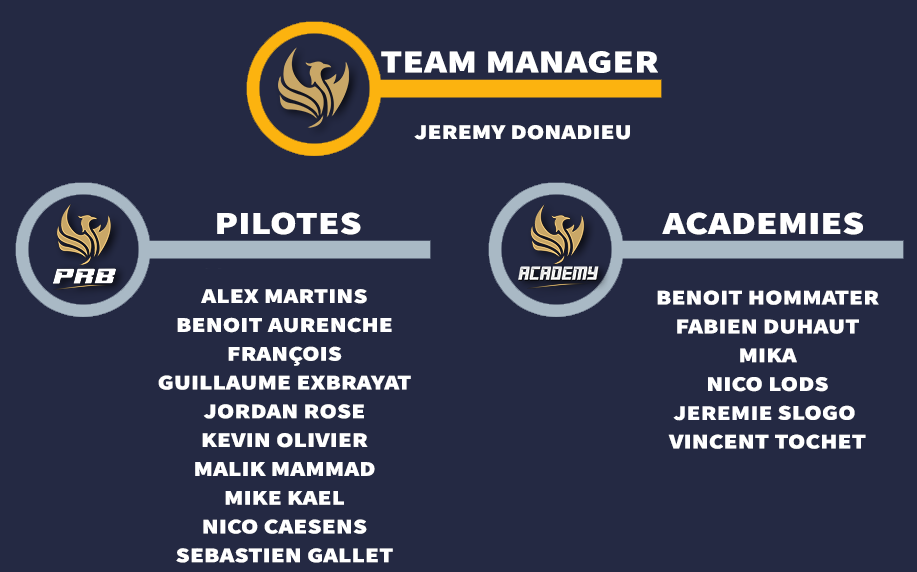 TEAM MANAGER
JEREMY DONADIEU
PILOTES
PRB
ALEX MARTINS
BENOIT AURENCHE
FRANÇOIS
GUILLAUME EXBRAYAT
JORDAN ROSE
KEVIN OLIVIER
MALIK MAMMAD
MIKE KAEL
NICO CAESENS
SEBASTIEN GALLET
ACADEMIES
ACADEMY
BENOIT HOMMATER
FABIEN DUHAUT
MIKA
NICO LODS
JEREMIE SLOGO
VINCENT TOCHET